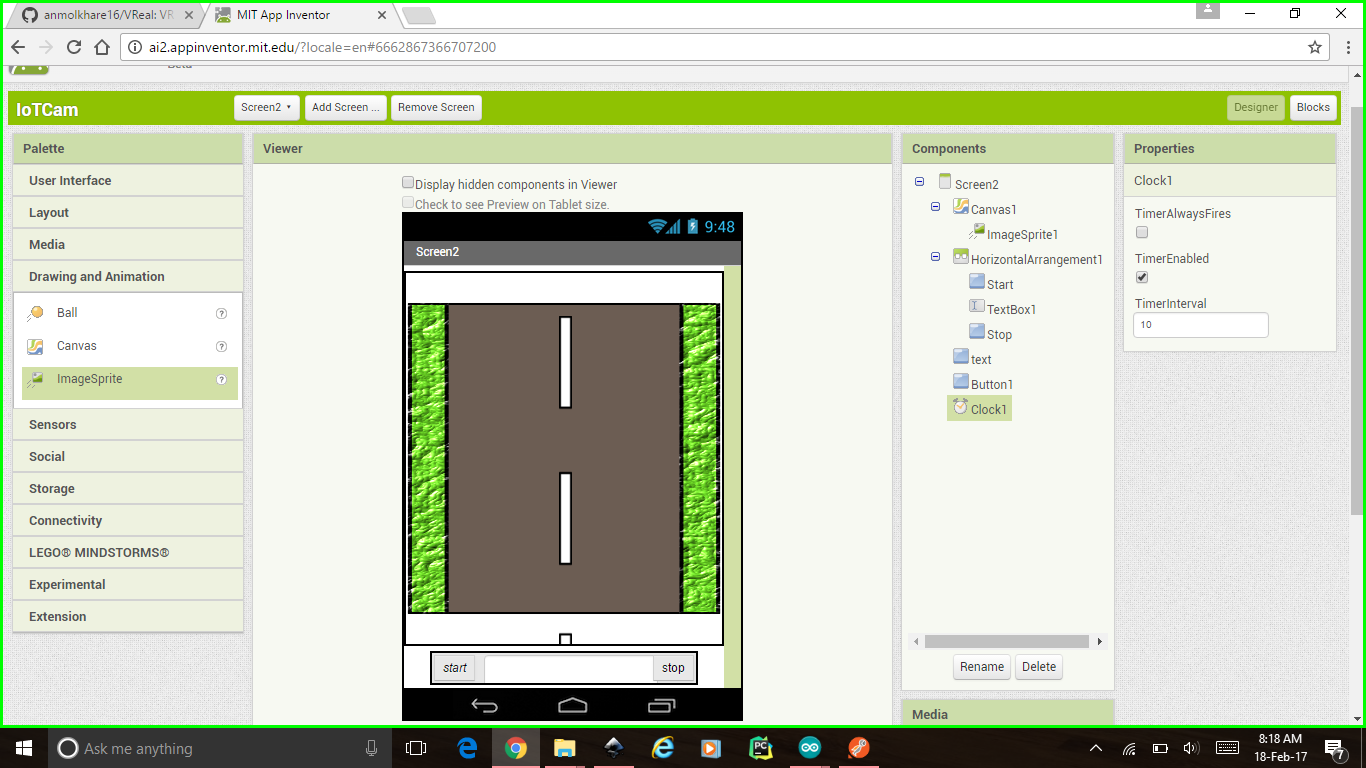 anmolkhare16/VReal: VR
MIT App Inventor
ai2.appinventor.mit.edu/?locale=en#6662867366707200
Beta
IoTCam
Screen2
Add Screen ...
Remove Screen
Designer
Blocks
Palette
User Interface
Layout
Media
Drawing and Animation
Ball
?
Canvas
?
ImageSprite
?
Sensors
Social
Storage
Connectivity
LEGO® MINDSTORMS®
Experimental
Extension
Viewer
Display hidden components in Viewer
Check to see Preview on Tablet size.
9:48
Screen2
start
stop
Components
Screen2
Canvas1
ImageSprite1
HorizontalArrangement1
Start
TextBox1
Stop
text
Button1
Clock1
Rename
Delete
Media
Properties
Clock1
TimerAlwaysFires
TimerEnabled
TimerInterval
10
Ask me anything
PC
8:18 AM
18-Feb-17
7